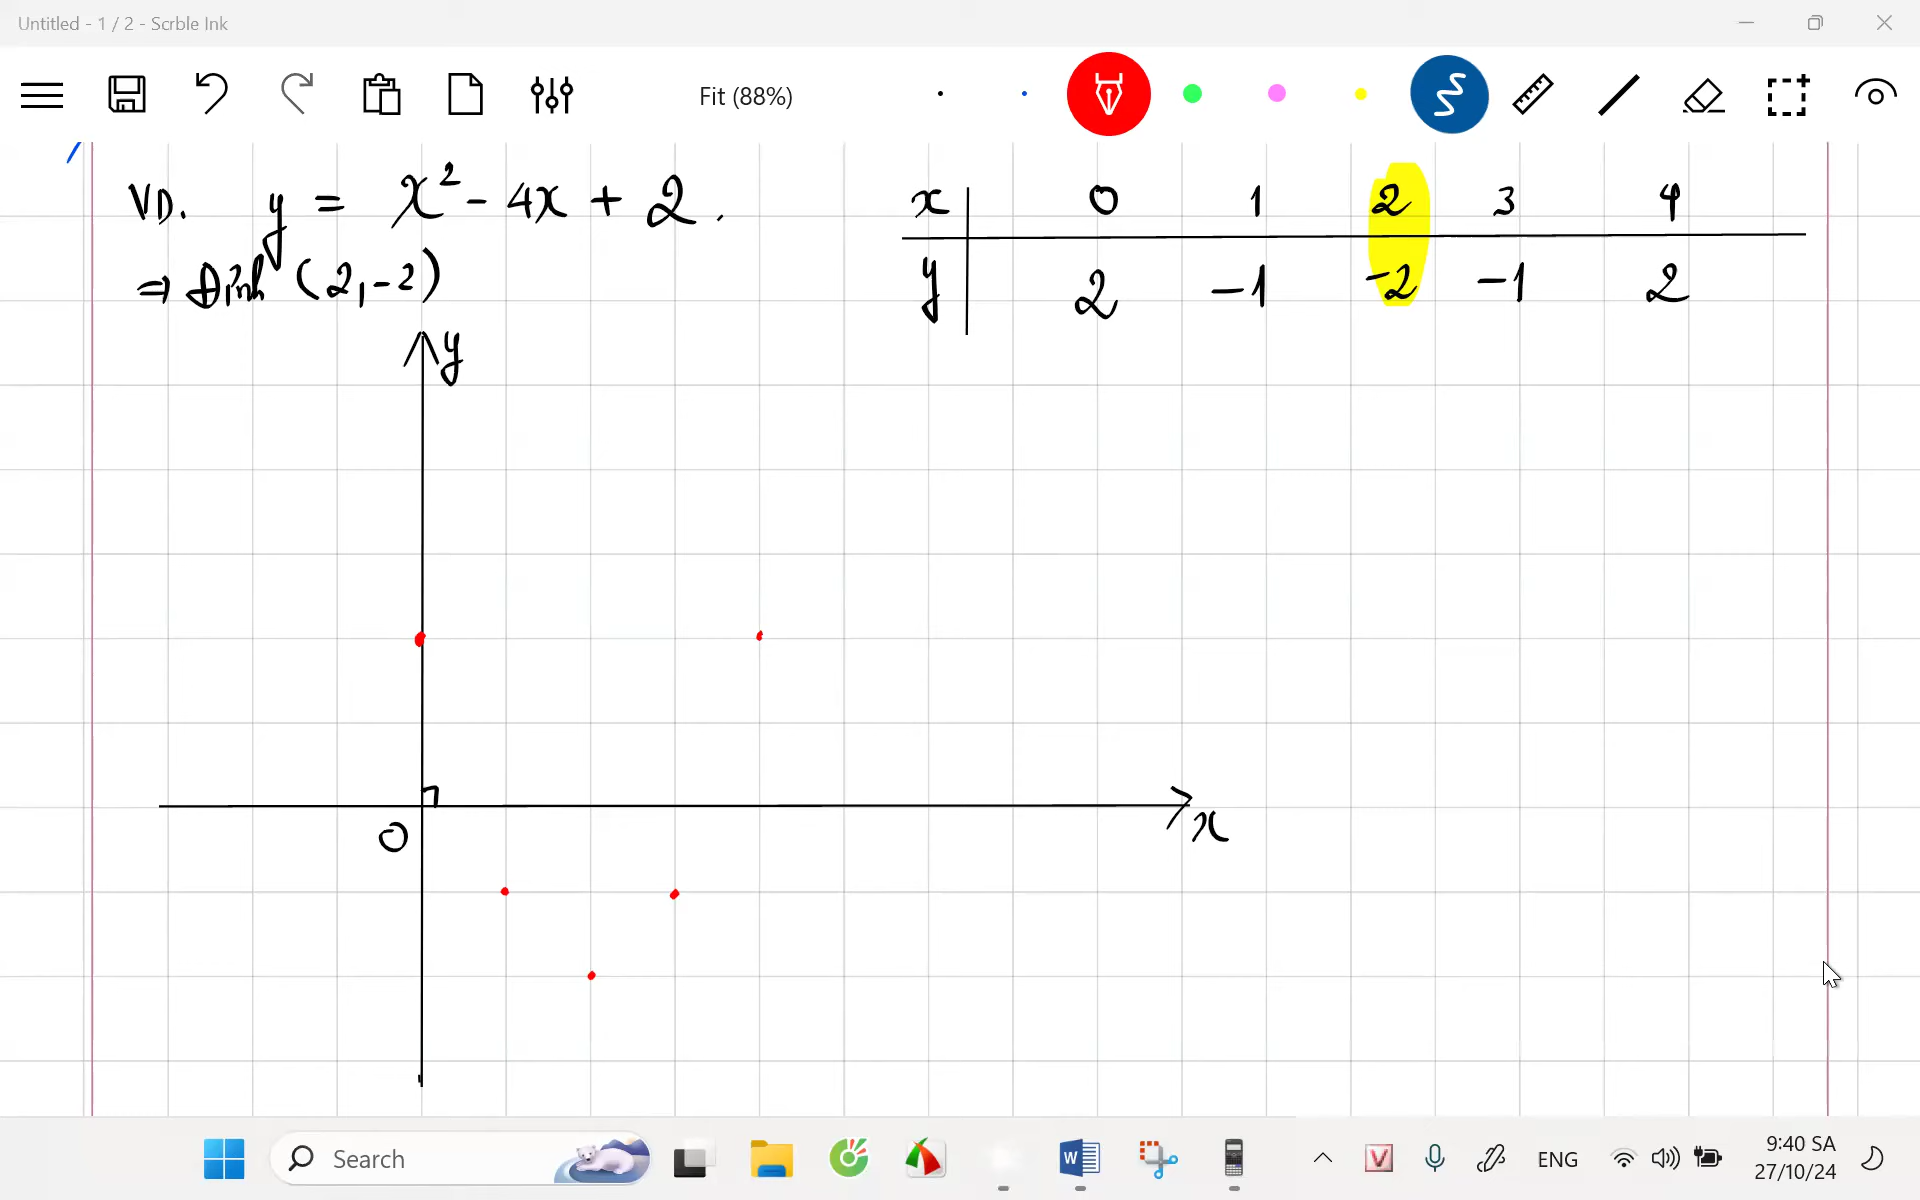 Untitled - 1 / 2 - Scrble Ink
Fit (88%)
VD. y = x² - 4x + 2.
⇒ Đỉnh (2, -2)
x 0 1 2 3 4
y 2 -1 -2 -1 2
y
O
x
Search
ENG
9:40 SA
27/10/24